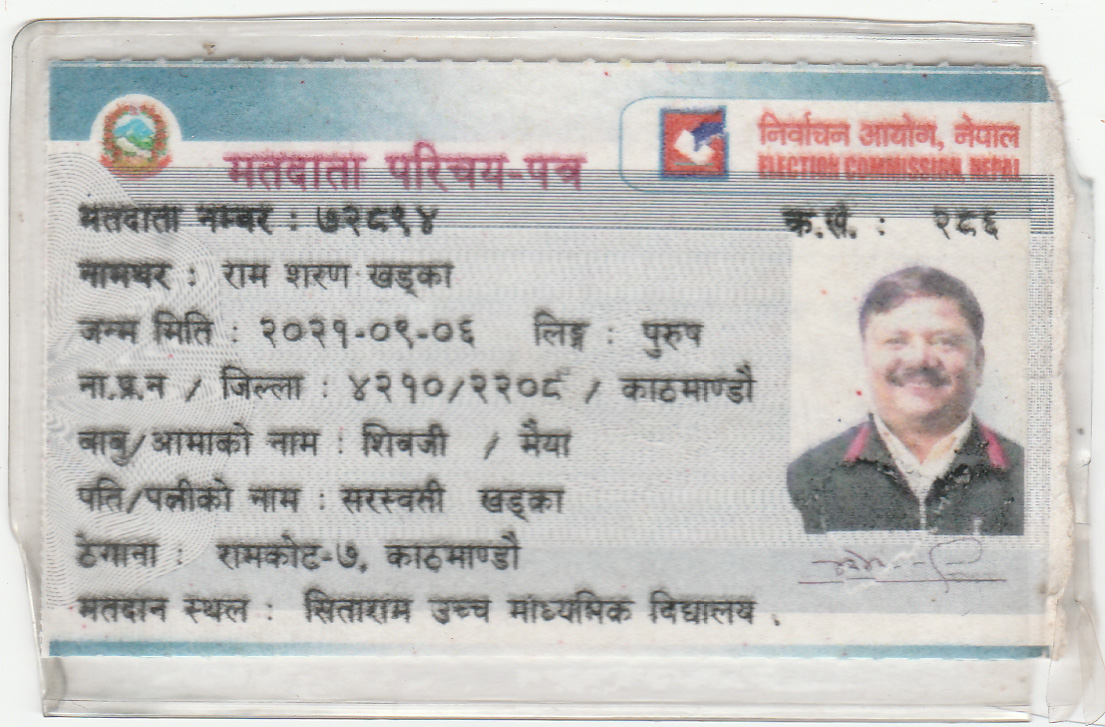 मतदाता परिचय-पत्र
निर्वाचन आयोग, नेपाल
ELECTION COMMISSION, NEPAL
मतदाता नम्बर : ७२८९४
क्र.सं. : २८६
नामथर : राम शरण खड्का
जन्म मिति : २०२१-०९-०६ लिङ्ग : पुरुष
ना.प्र.न / जिल्ला : ४२१०/२२०८ / काठमाण्डौ
बाबु/आमाको नाम : शिवजी / मैया
पति/पत्नीको नाम : सरस्वती खड्का
ठेगाना : रामकोट-७, काठमाण्डौ
मतदान स्थल : सिताराम उच्च माध्यमिक विद्यालय .